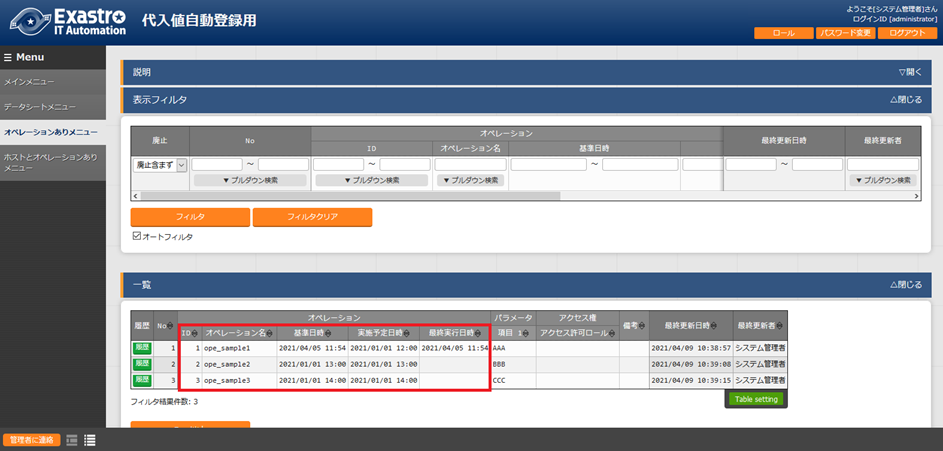 Exastro
IT Automation
代入値自動登録用
ようこそ[システム管理者]さん
ログインID [administrator]
ロール パスワード変更 ログアウト
☰ Menu
メインメニュー
データシートメニュー
オペレーションありメニュー
ホストとオペレーションありメニュー
説明 ▽開く
表示フィルタ △閉じる
廃止 No オペレーション 最終更新日時 最終更新者
ID オペレーション名 基準日時
廃止含まず ～ ～ ～ ～
▼ プルダウン検索 ▼ プルダウン検索 ▼ プルダウン検索 ▼ プルダウン検索
フィルタ フィルタクリア
オートフィルタ
一覧 △閉じる
履歴 No オペレーション パラメータ アクセス権 備考 最終更新日時 最終更新者
ID オペレーション名 基準日時 実施予定日時 最終実行日時 項目 1 アクセス許可ロール
履歴 1 1 ope_sample1 2021/04/05 11:54 2021/01/01 12:00 2021/04/05 11:54 AAA 2021/04/09 10:38:57 システム管理者
履歴 2 2 ope_sample2 2021/01/01 13:00 2021/01/01 13:00 BBB 2021/04/09 10:39:08 システム管理者
履歴 3 3 ope_sample3 2021/01/01 14:00 2021/01/01 14:00 CCC 2021/04/09 10:39:15 システム管理者
フィルタ結果件数: 3
Table setting
管理者に連絡